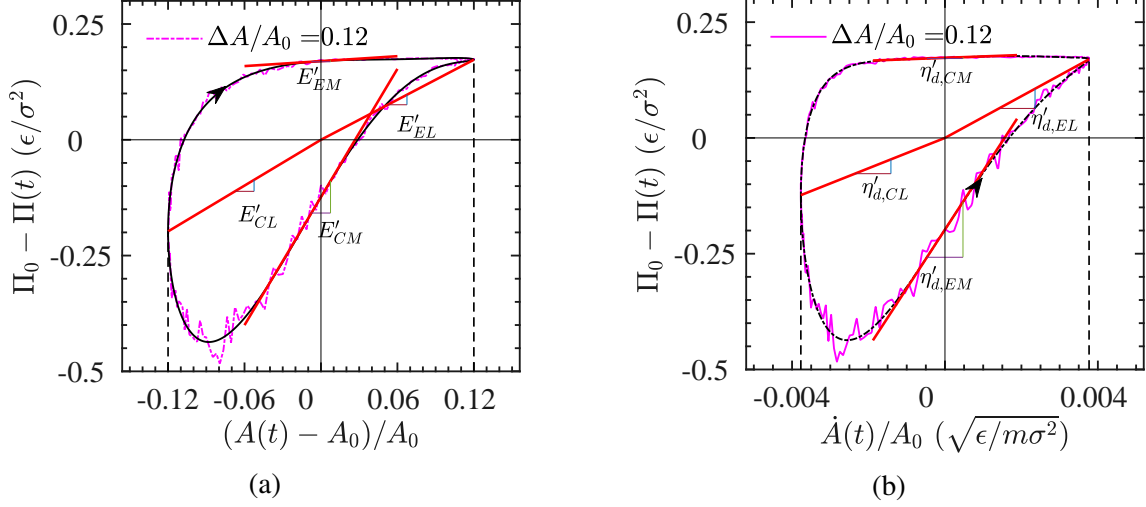 0.25
0
-0.25
-0.5
Π₀ − Π(t) (ϵ/σ²)
ΔA/A₀ =0.12
E′_EM
E′_EL
E′_CL
E′_CM
-0.12 -0.06 0 0.06 0.12
(A(t) − A₀)/A₀
(a)
0.25
0
-0.25
-0.5
Π₀ − Π(t) (ϵ/σ²)
ΔA/A₀ =0.12
η′_d,CM
η′_d,EL
η′_d,CL
η′_d,EM
-0.004 0 0.004
Ȧ(t)/A₀ (√ϵ/mσ²)
(b)